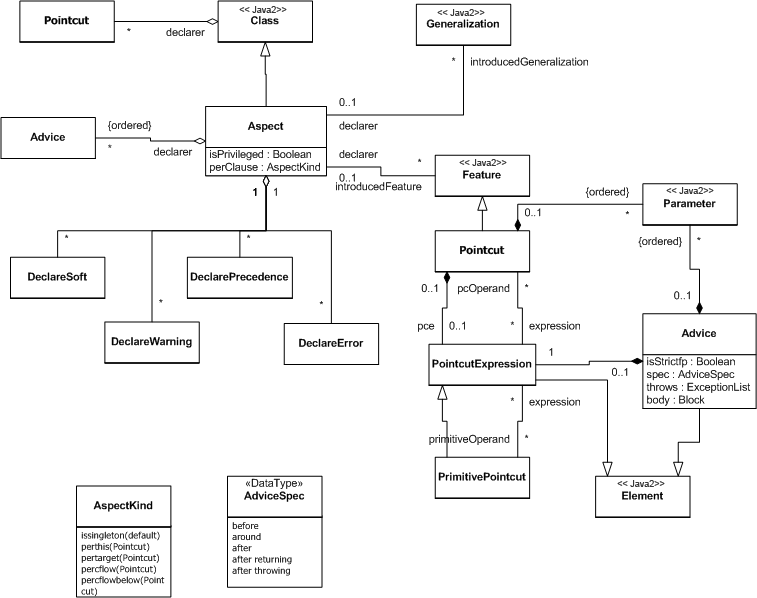 Pointcut
*
declarer
<< Java2>>
Class
<< Java2>>
Generalization
*
introducedGeneralization
0..1
declarer
Advice
{ordered}
*
declarer
Aspect
isPrivileged : Boolean
perClause : AspectKind
declarer
0..1
introducedFeature
*
<< Java2>>
Feature
1
1
*
DeclareSoft
*
DeclareWarning
*
DeclarePrecedence
*
DeclareError
Pointcut
0..1
{ordered}
*
<< Java2>>
Parameter
{ordered}
*
0..1
0..1
pcOperand
*
pce
0..1
*
expression
PointcutExpression
1
0..1
Advice
isStrictfp : Boolean
spec : AdviceSpec
throws : ExceptionList
body : Block
*
expression
primitiveOperand
*
PrimitivePointcut
<< Java2>>
Element
AspectKind
issingleton(default)
perthis(Pointcut)
pertarget(Pointcut)
percflow(Pointcut)
percflowbelow(Point
cut)
«DataType»
AdviceSpec
before
around
after
after returning
after throwing